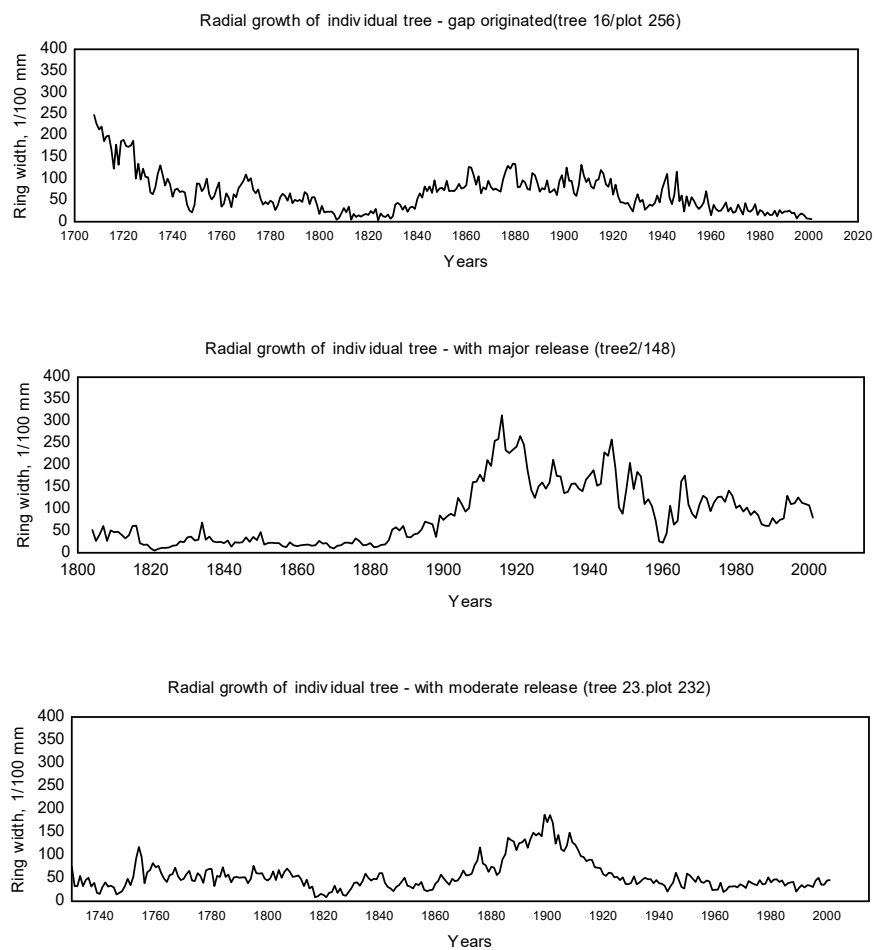 Radial growth of individual tree - gap originated(tree 16/plot 256)
400
350
300
250
200
150
100
50
0
Ring width, 1/100 mm
1700 1720 1740 1760 1780 1800 1820 1840 1860 1880 1900 1920 1940 1960 1980 2000 2020
Years
Radial growth of individual tree - with major release (tree2/148)
400
350
300
250
200
150
100
50
0
Ring width, 1/100 mm
1800 1820 1840 1860 1880 1900 1920 1940 1960 1980 2000
Years
Radial growth of individual tree - with moderate release (tree 23.plot 232)
400
350
300
250
200
150
100
50
0
Ring width, 1/100 mm
1740 1760 1780 1800 1820 1840 1860 1880 1900 1920 1940 1960 1980 2000
Years